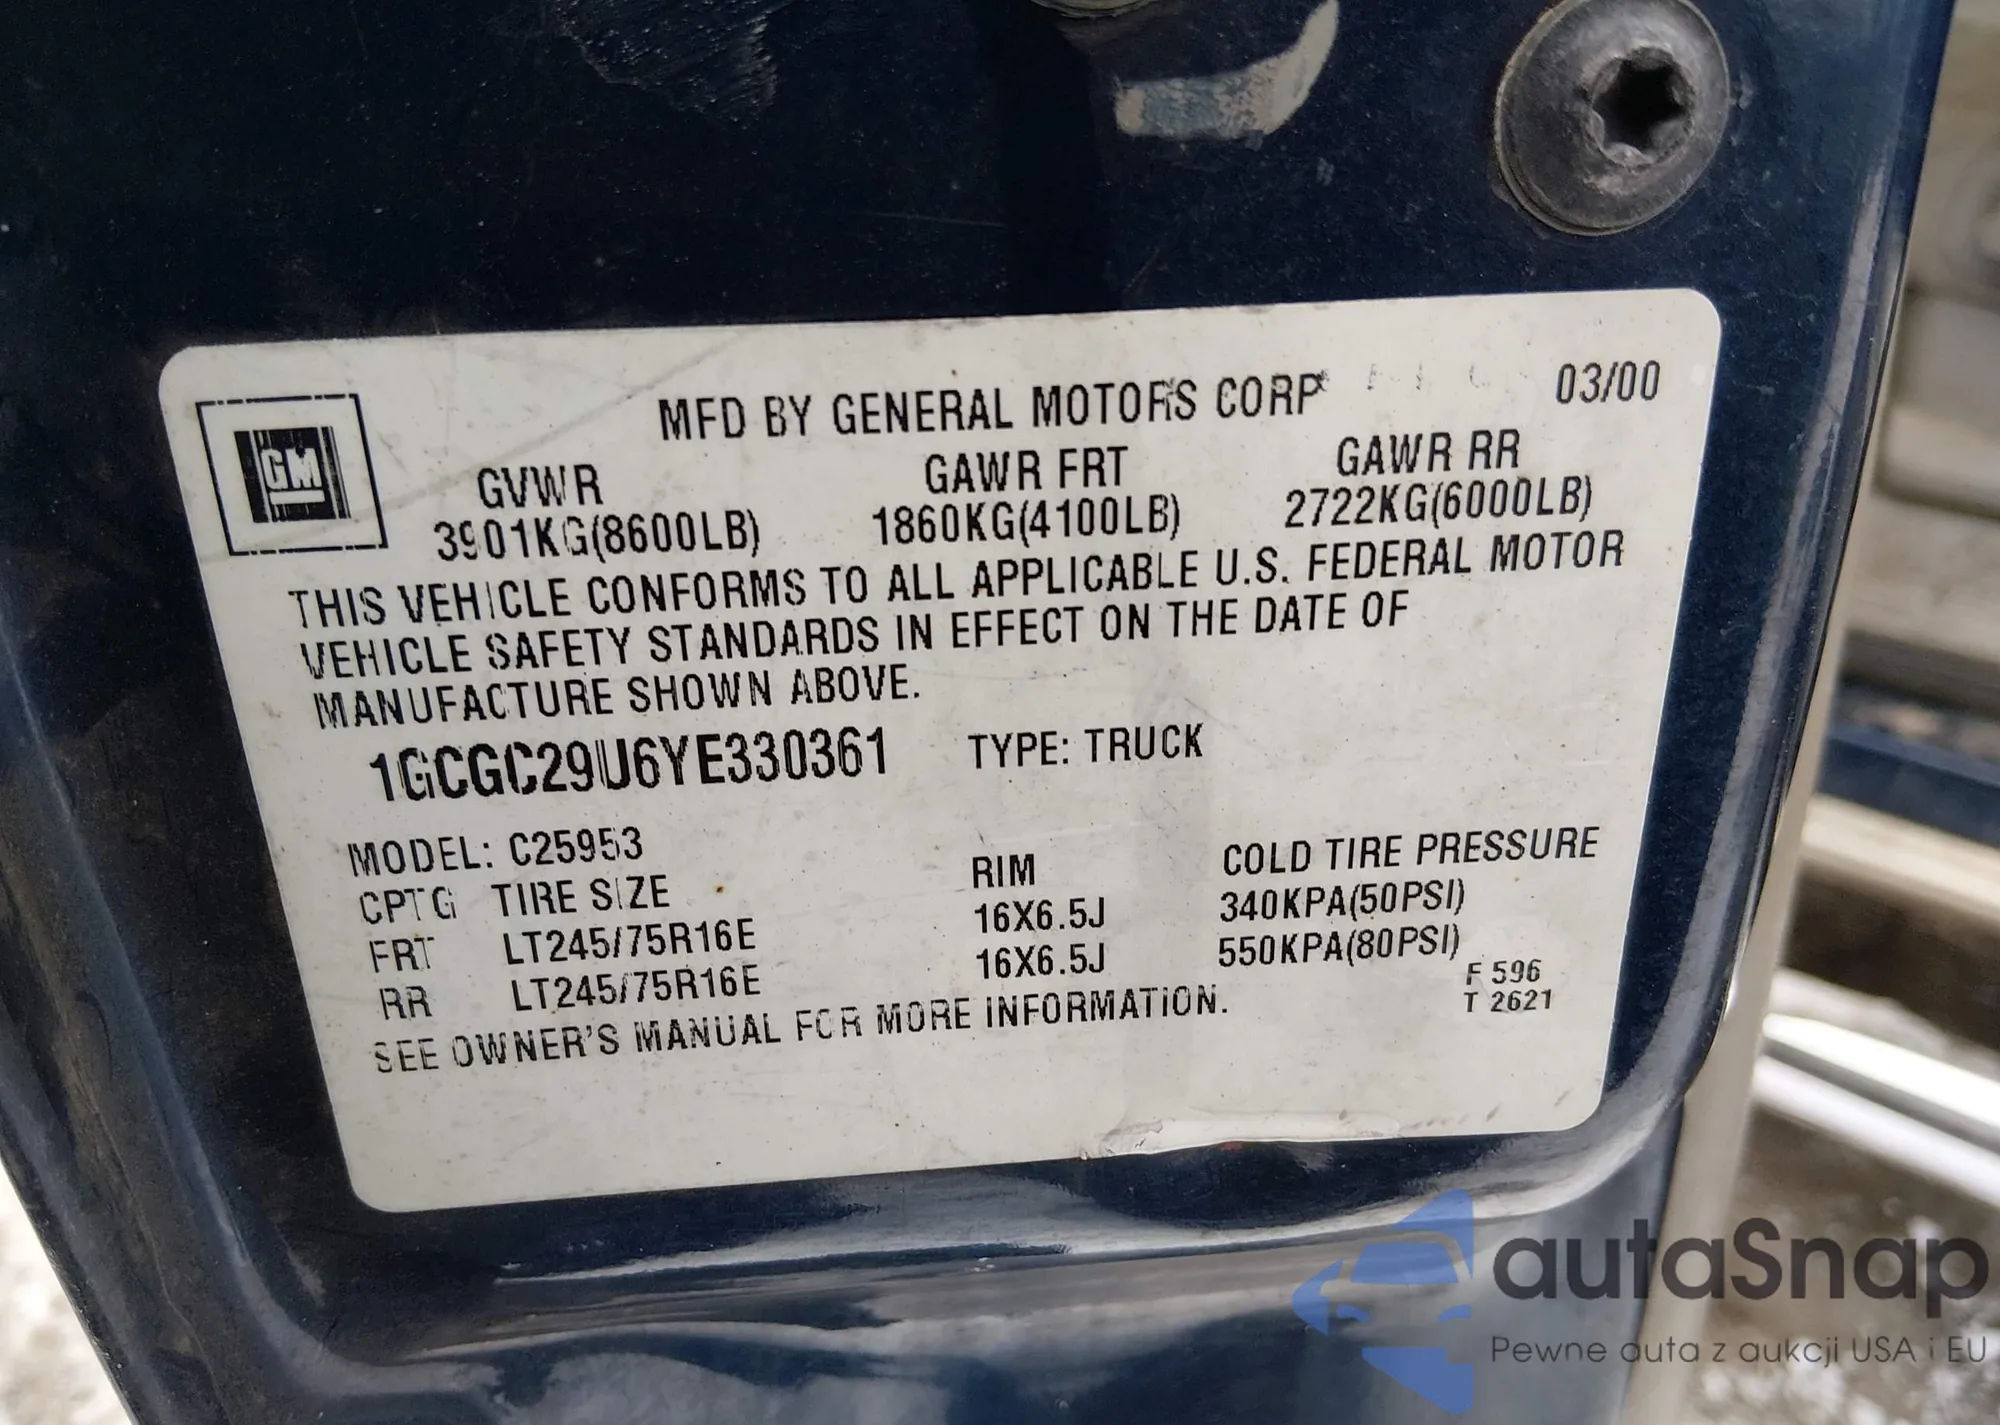 MFD BY GENERAL MOTORS CORP 03/00
GM
GVWR GAWR FRT GAWR RR
3901KG(8600LB) 1860KG(4100LB) 2722KG(6000LB)
THIS VEHICLE CONFORMS TO ALL APPLICABLE U.S. FEDERAL MOTOR
VEHICLE SAFETY STANDARDS IN EFFECT ON THE DATE OF
MANUFACTURE SHOWN ABOVE.
1GCGC29U6YE330361 TYPE: TRUCK
MODEL: C25953
CPTG TIRE SIZE RIM COLD TIRE PRESSURE
FRT LT245/75R16E 16X6.5J 340KPA(50PSI)
RR LT245/75R16E 16X6.5J 550KPA(80PSI)
F 596
T 2621
SEE OWNER'S MANUAL FOR MORE INFORMATION.
autaSnap
Pewne auta z aukcji USA i EU